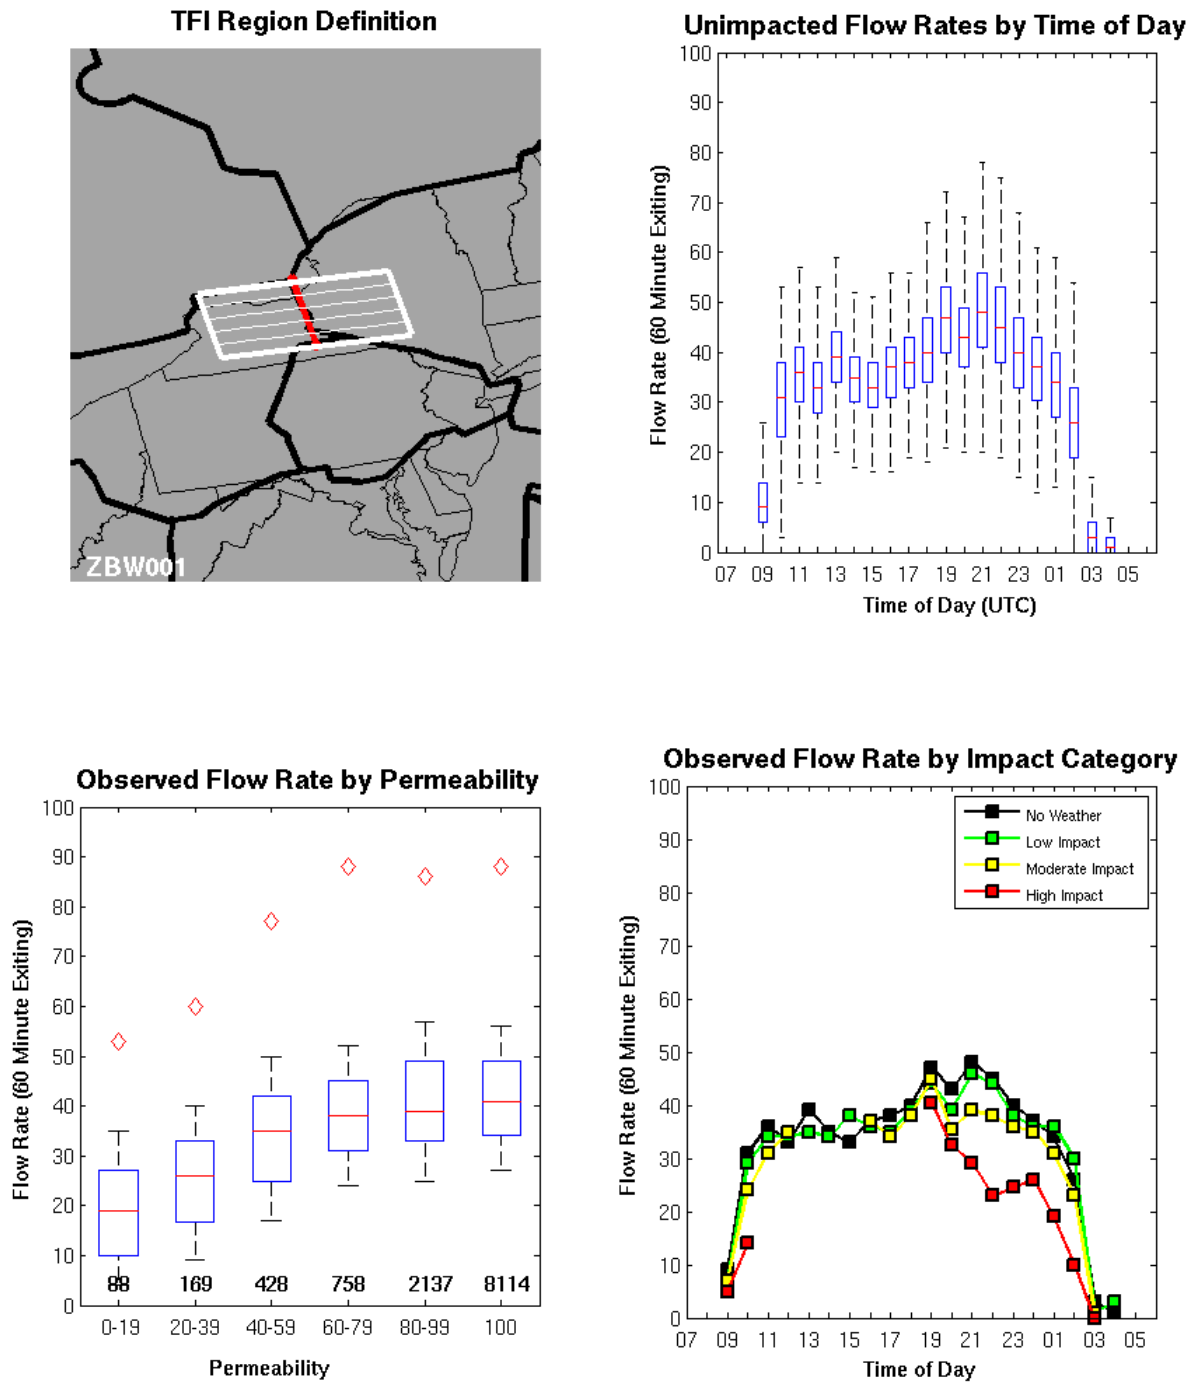 TFI Region Definition
ZBW001
Unimpacted Flow Rates by Time of Day
Flow Rate (60 Minute Exiting)
100
90
80
70
60
50
40
30
20
10
0
07 09 11 13 15 17 19 21 23 01 03 05
Time of Day (UTC)
Observed Flow Rate by Permeability
Flow Rate (60 Minute Exiting)
100
90
80
70
60
50
40
30
20
10
0
88 169 428 758 2137 8114
0-19 20-39 40-59 60-79 80-99 100
Permeability
Observed Flow Rate by Impact Category
Flow Rate (60 Minute Exiting)
100
90
80
70
60
50
40
30
20
10
0
No Weather
Low Impact
Moderate Impact
High Impact
07 09 11 13 15 17 19 21 23 01 03 05
Time of Day